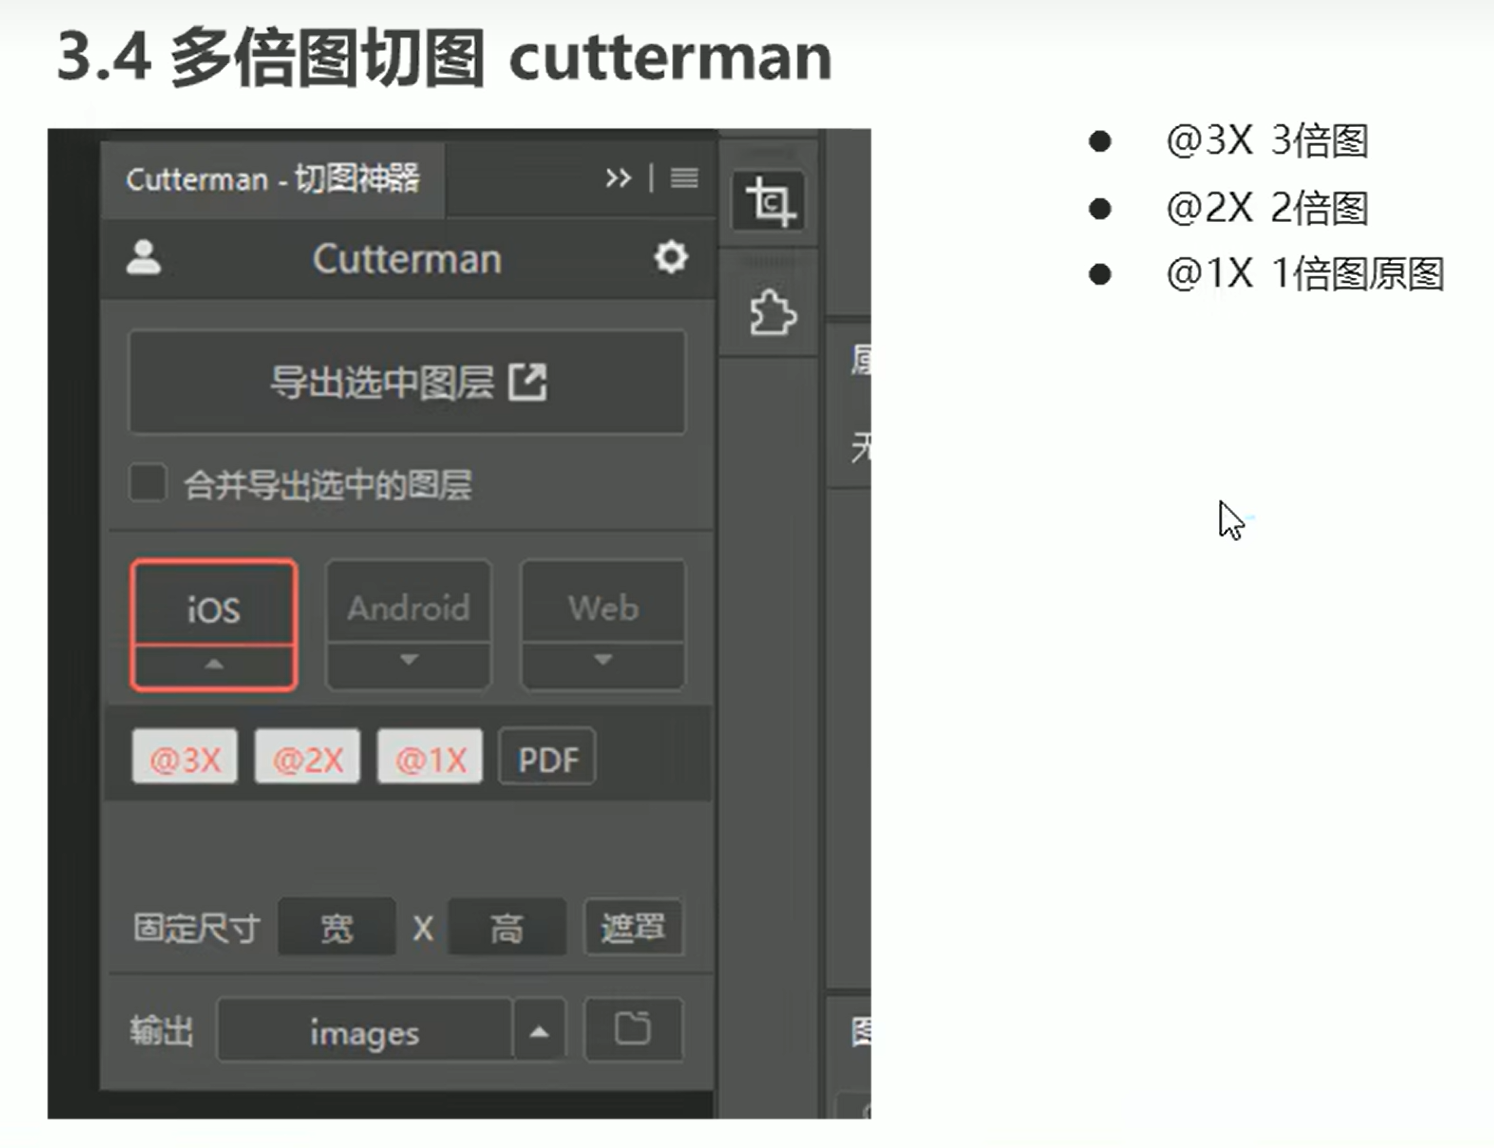 3.4 多倍图切图 cutterman
Cutterman - 切图神器
Cutterman
导出选中图层
合并导出选中的图层
iOS Android Web
@3X @2X @1X PDF
固定尺寸 宽 X 高 遮罩
输出 images
无
图
@3X 3倍图
@2X 2倍图
@1X 1倍图原图